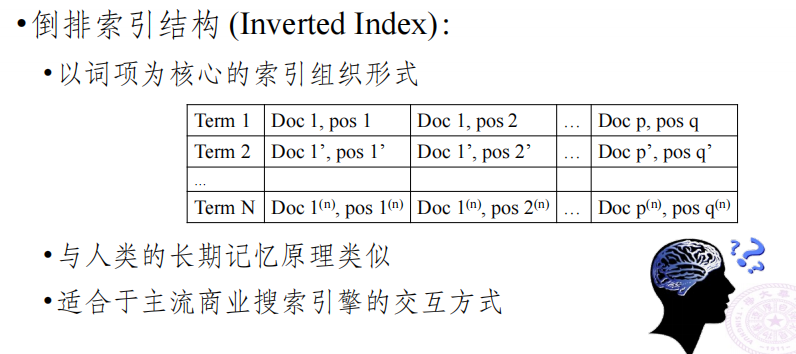 •倒排索引结构 (Inverted Index)：
•以词项为核心的索引组织形式
Term 1 Doc 1, pos 1 Doc 1, pos 2 … Doc p, pos q
Term 2 Doc 1’, pos 1’ Doc 1’, pos 2’ … Doc p’, pos q’
…
Term N Doc 1(n), pos 1(n) Doc 1(n), pos 2(n) … Doc p(n), pos q(n)
•与人类的长期记忆原理类似
???
•适合于主流商业搜索引擎的交互方式